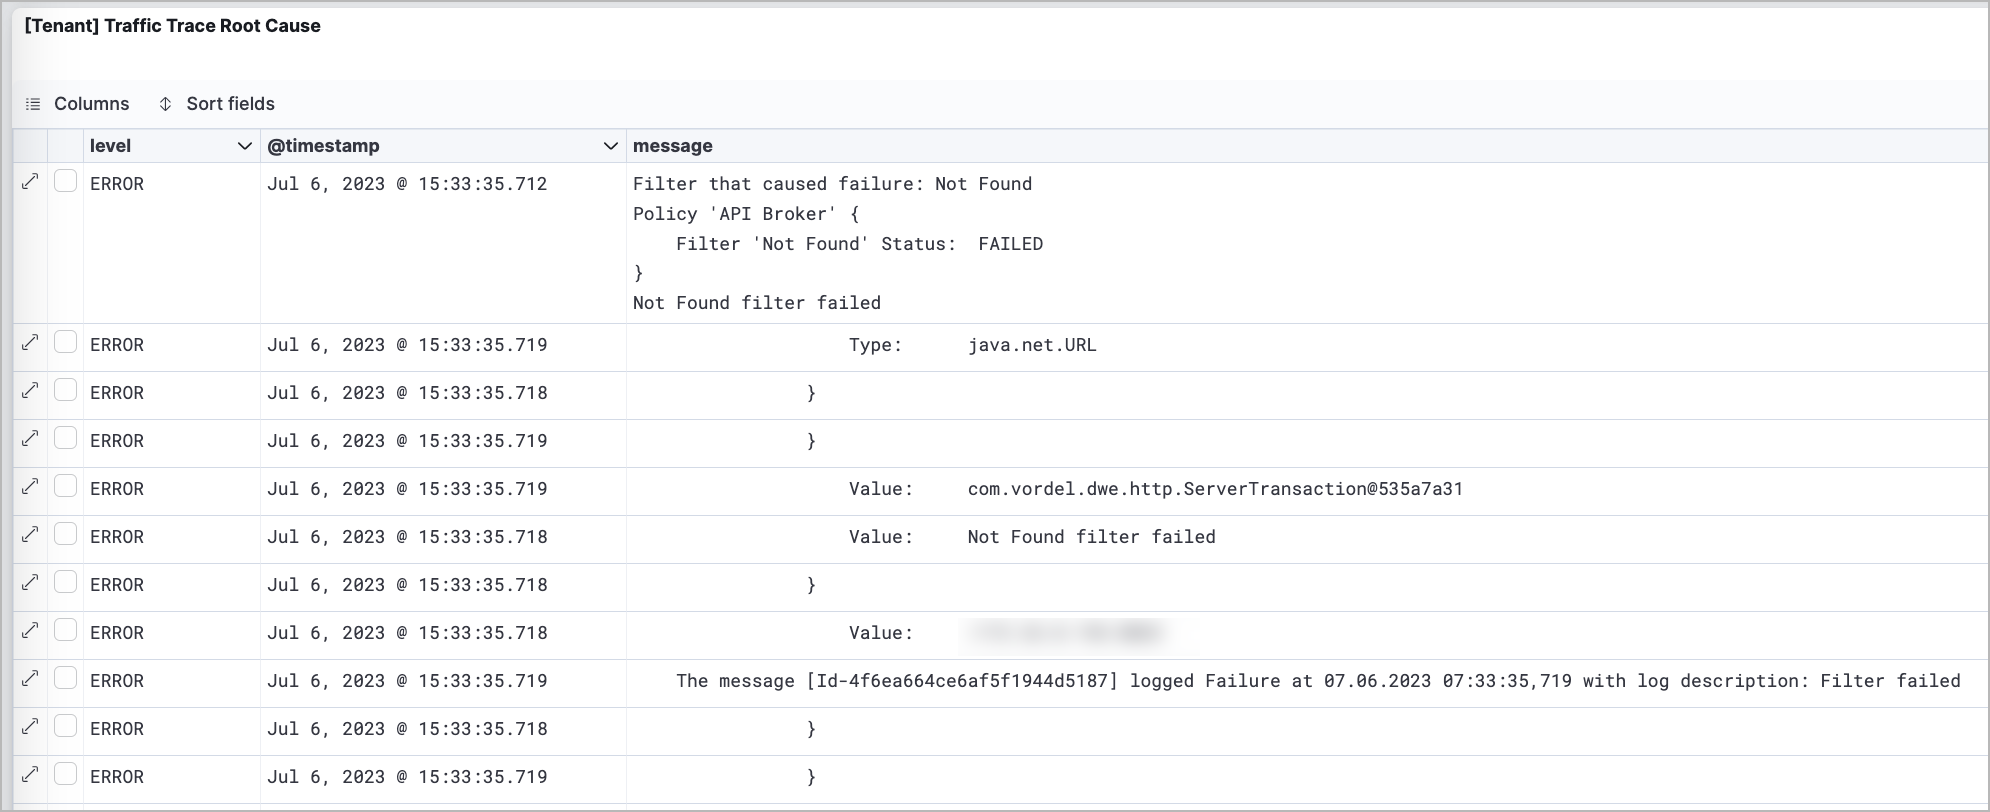 [Tenant] Traffic Trace Root Cause
Columns Sort fields
level @timestamp message
ERROR Jul 6, 2023 @ 15:33:35.712 Filter that caused failure: Not Found
Policy 'API Broker' {
    Filter 'Not Found' Status:  FAILED
}
Not Found filter failed
ERROR Jul 6, 2023 @ 15:33:35.719 Type: java.net.URL
ERROR Jul 6, 2023 @ 15:33:35.718 }
ERROR Jul 6, 2023 @ 15:33:35.719 }
ERROR Jul 6, 2023 @ 15:33:35.719 Value: com.vordel.dwe.http.ServerTransaction@535a7a31
ERROR Jul 6, 2023 @ 15:33:35.718 Value: Not Found filter failed
ERROR Jul 6, 2023 @ 15:33:35.718 }
ERROR Jul 6, 2023 @ 15:33:35.718 Value:
ERROR Jul 6, 2023 @ 15:33:35.719 The message [Id-4f6ea664ce6af5f1944d5187] logged Failure at 07.06.2023 07:33:35,719 with log description: Filter failed
ERROR Jul 6, 2023 @ 15:33:35.718 }
ERROR Jul 6, 2023 @ 15:33:35.719 }